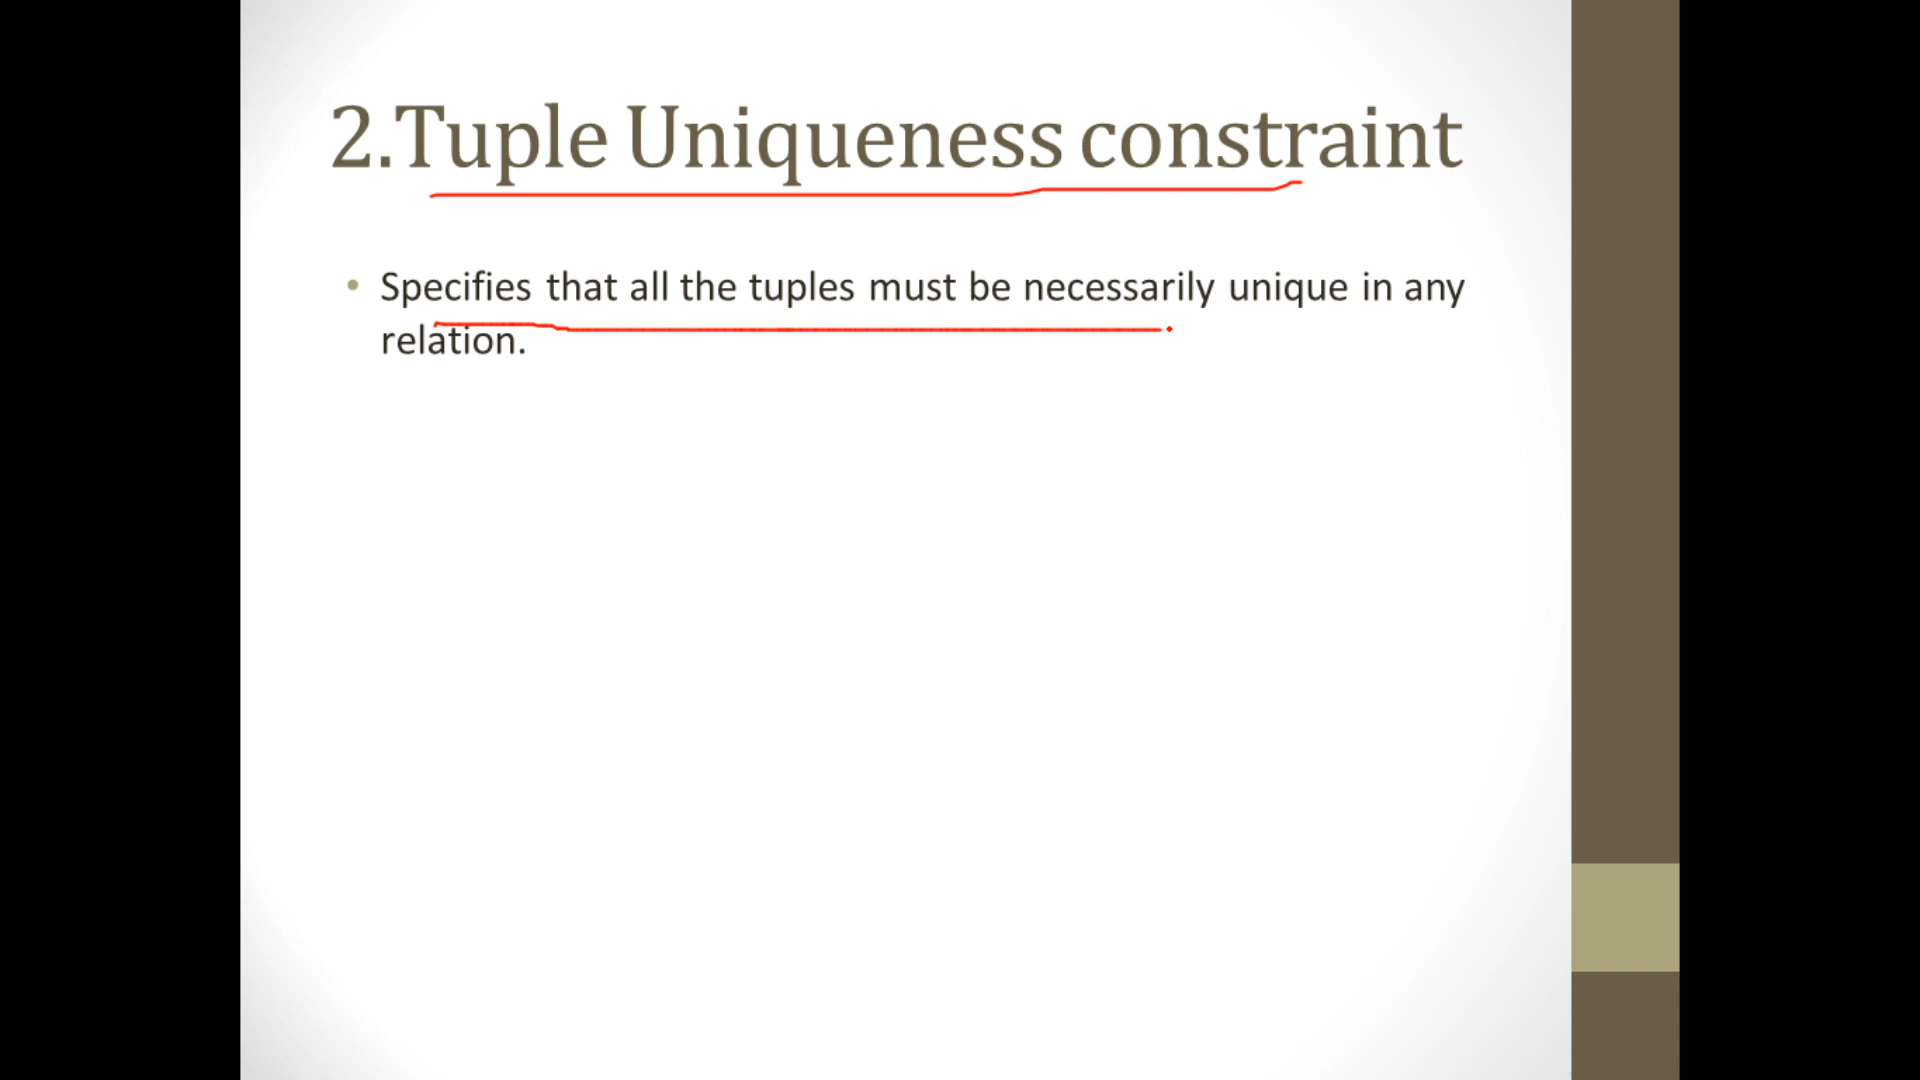 2.Tuple Uniqueness constraint
• Specifies that all the tuples must be necessarily unique in any
relation.